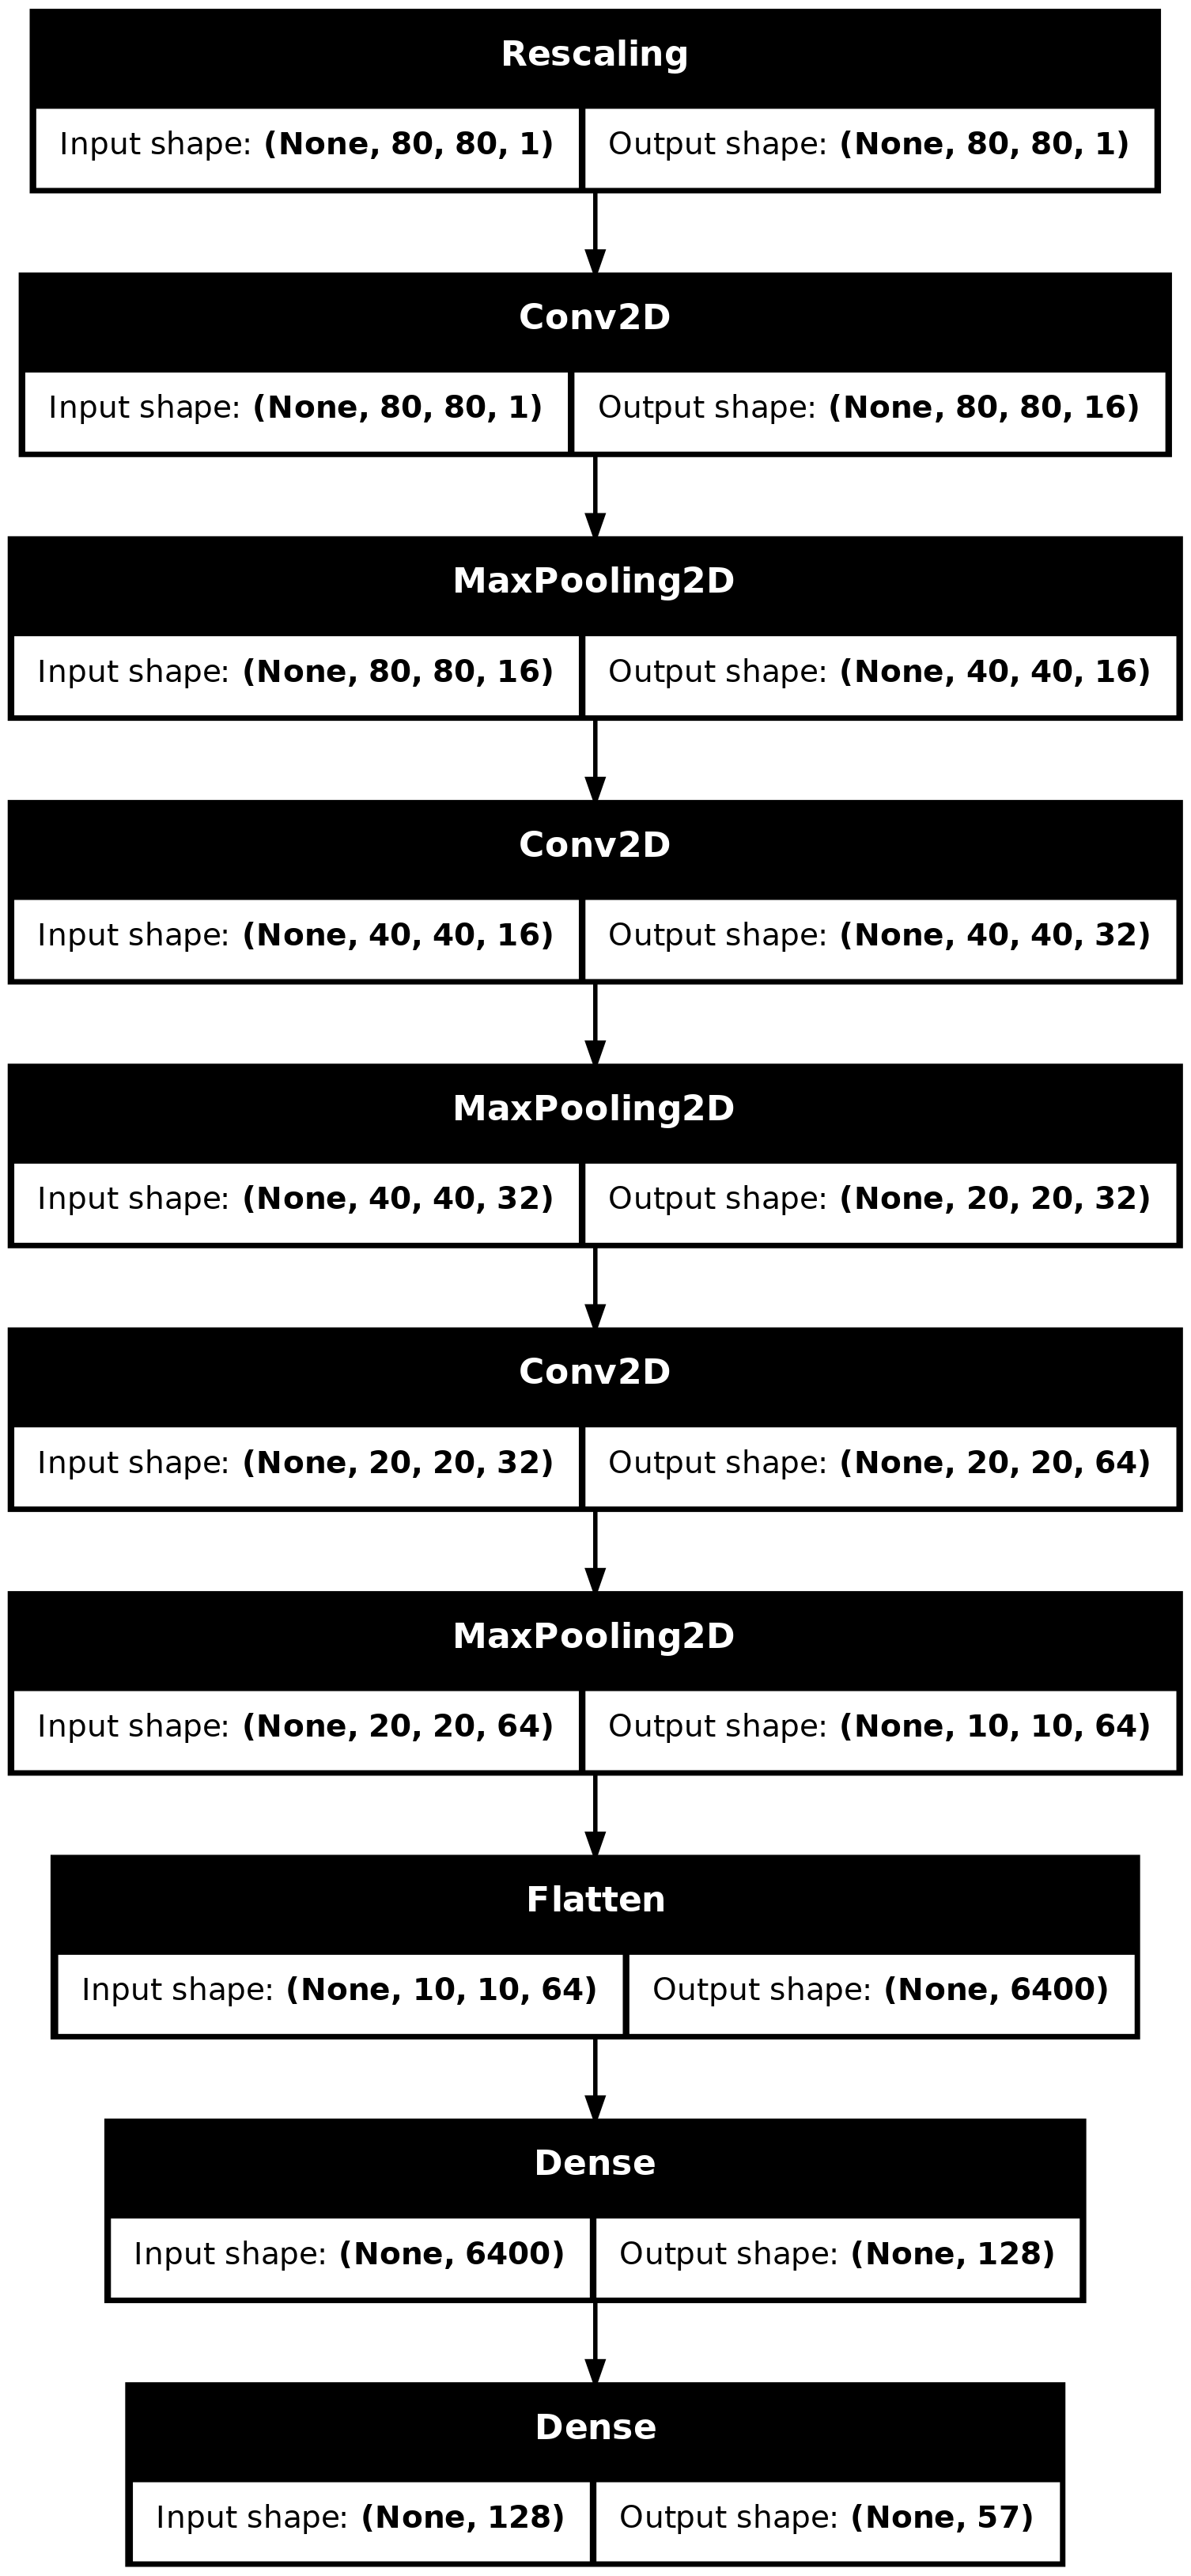 Rescaling
Input shape: (None, 80, 80, 1) Output shape: (None, 80, 80, 1)
Conv2D
Input shape: (None, 80, 80, 1) Output shape: (None, 80, 80, 16)
MaxPooling2D
Input shape: (None, 80, 80, 16) Output shape: (None, 40, 40, 16)
Conv2D
Input shape: (None, 40, 40, 16) Output shape: (None, 40, 40, 32)
MaxPooling2D
Input shape: (None, 40, 40, 32) Output shape: (None, 20, 20, 32)
Conv2D
Input shape: (None, 20, 20, 32) Output shape: (None, 20, 20, 64)
MaxPooling2D
Input shape: (None, 20, 20, 64) Output shape: (None, 10, 10, 64)
Flatten
Input shape: (None, 10, 10, 64) Output shape: (None, 6400)
Dense
Input shape: (None, 6400) Output shape: (None, 128)
Dense
Input shape: (None, 128) Output shape: (None, 57)